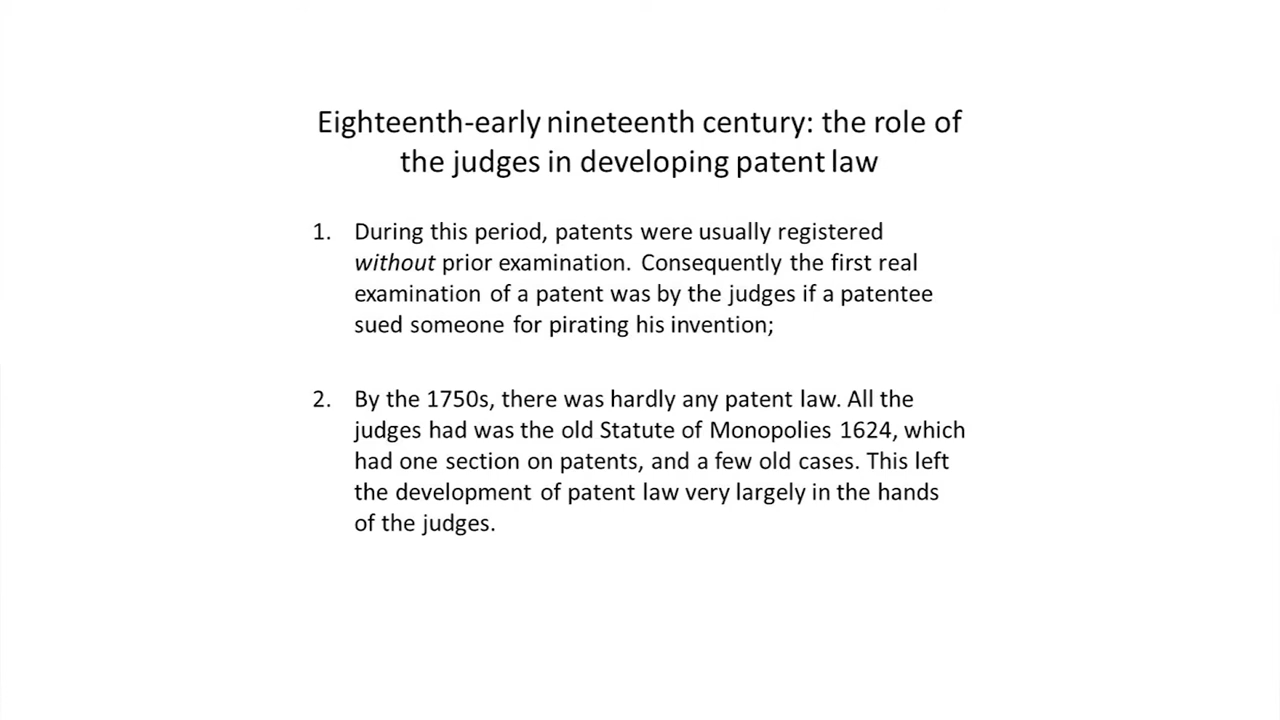 Eighteenth-early nineteenth century: the role of
the judges in developing patent law
1. During this period, patents were usually registered
without prior examination. Consequently the first real
examination of a patent was by the judges if a patentee
sued someone for pirating his invention;
2. By the 1750s, there was hardly any patent law. All the
judges had was the old Statute of Monopolies 1624, which
had one section on patents, and a few old cases. This left
the development of patent law very largely in the hands
of the judges.